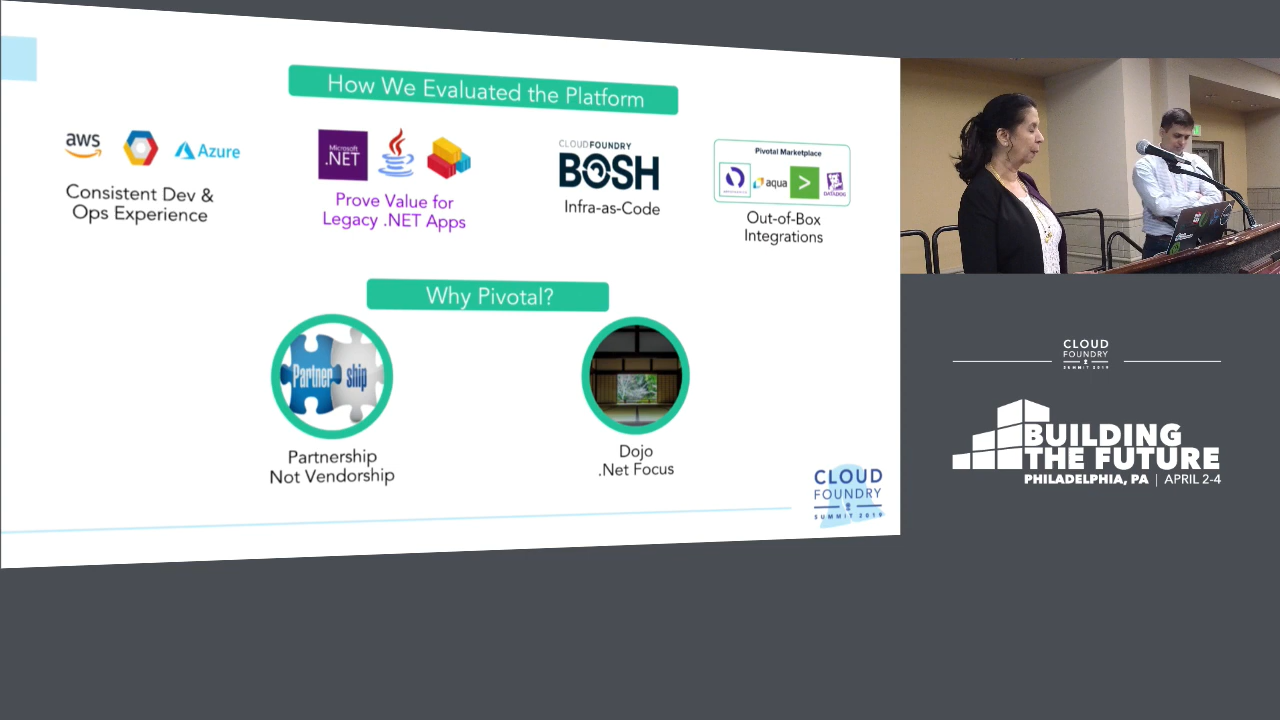 How We Evaluated the Platform
aws
Azure
Consistent Dev &
Ops Experience
Microsoft
.NET
Prove Value for
Legacy .NET Apps
CLOUDFOUNDRY
BOSH
Infra-as-Code
Pivotal Marketplace
aqua
DATADOG
Out-of-Box
Integrations
Why Pivotal?
Partner
ship
Partnership
Not Vendorship
Dojo
.Net Focus
CLOUD
FOUNDRY
SUMMIT 2019
CLOUD
FOUNDRY
SUMMIT 2019
BUILDING
THE FUTURE
PHILADELPHIA, PA | APRIL 2-4